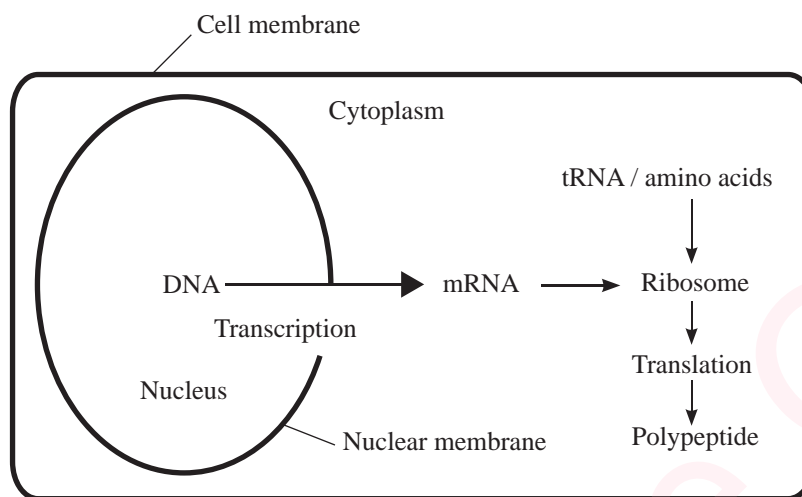 Cell membrane
Cytoplasm
tRNA / amino acids
DNA
mRNA
Ribosome
Transcription
Translation
Nucleus
Polypeptide
Nuclear membrane